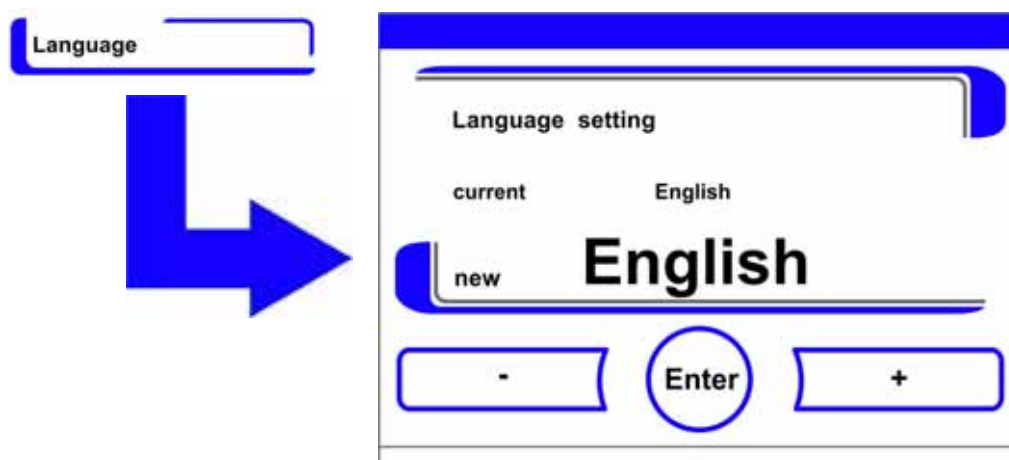 Language
Language setting
current English
new English
- Enter +